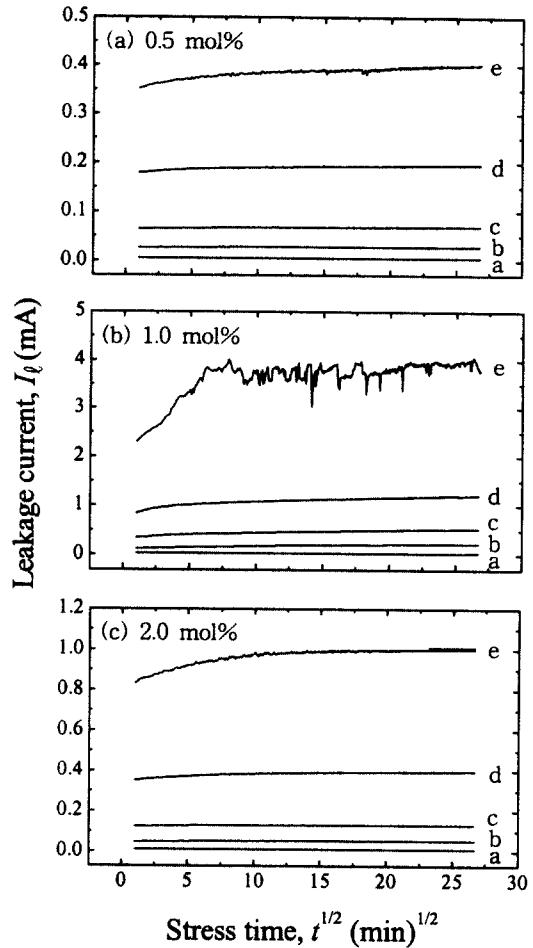 (a) 0.5 mol%
0.5
0.4
0.3
0.2
0.1
0.0
e
d
c
b
a
(b) 1.0 mol%
5
4
3
2
1
0
e
d
c
b
a
(c) 2.0 mol%
1.2
1.0
0.8
0.6
0.4
0.2
0.0
e
d
c
b
a
0 5 10 15 20 25 30
Leakage current, Iℓ (mA)
Stress time, t^1/2 (min)^1/2